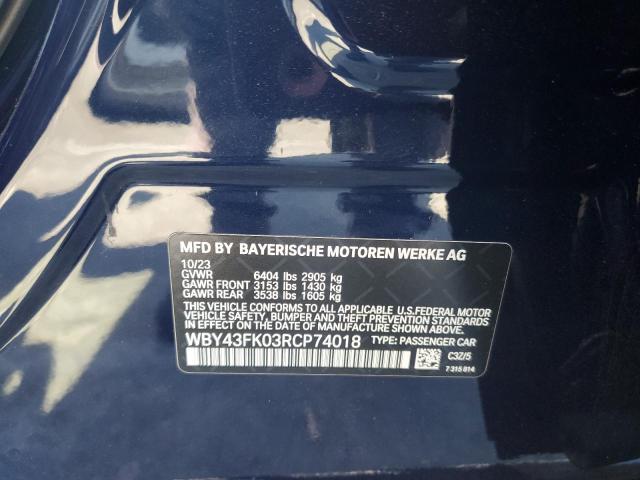 MFD BY BAYERISCHE MOTOREN WERKE AG
10/23
GVWR 6404 lbs 2905 kg
GAWR FRONT 3153 lbs 1430 kg
GAWR REAR 3538 lbs 1605 kg
THIS VEHICLE CONFORMS TO ALL APPLICABLE U.S.FEDERAL MOTOR
VEHICLE SAFETY, BUMPER, AND THEFT PREVENTION STANDARDS
IN EFFECT ON THE DATE OF MANUFACTURE SHOWN ABOVE.
WBY43FK03RCP74018 TYPE: PASSENGER CAR
C3Z/5
7 315 814